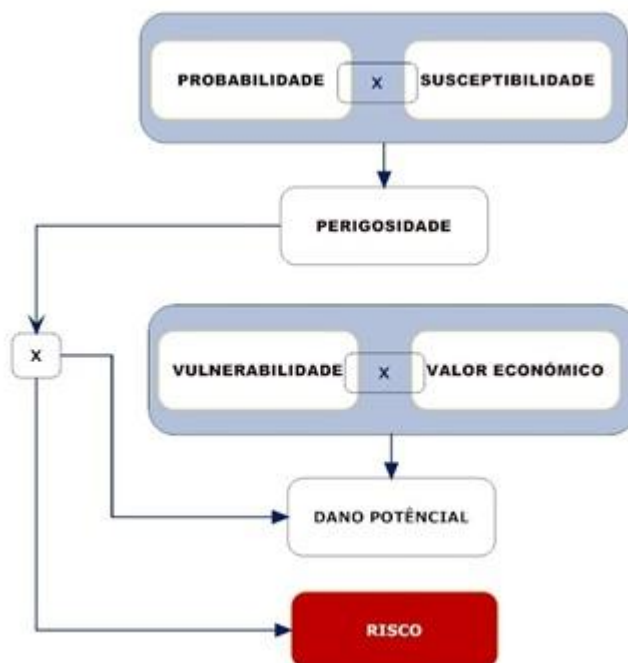 PROBABILIDADE X SUSCEPTIBILIDADE
PERIGOSIDADE
X
VULNERABILIDADE X VALOR ECONÓMICO
DANO POTÊNCIAL
RISCO